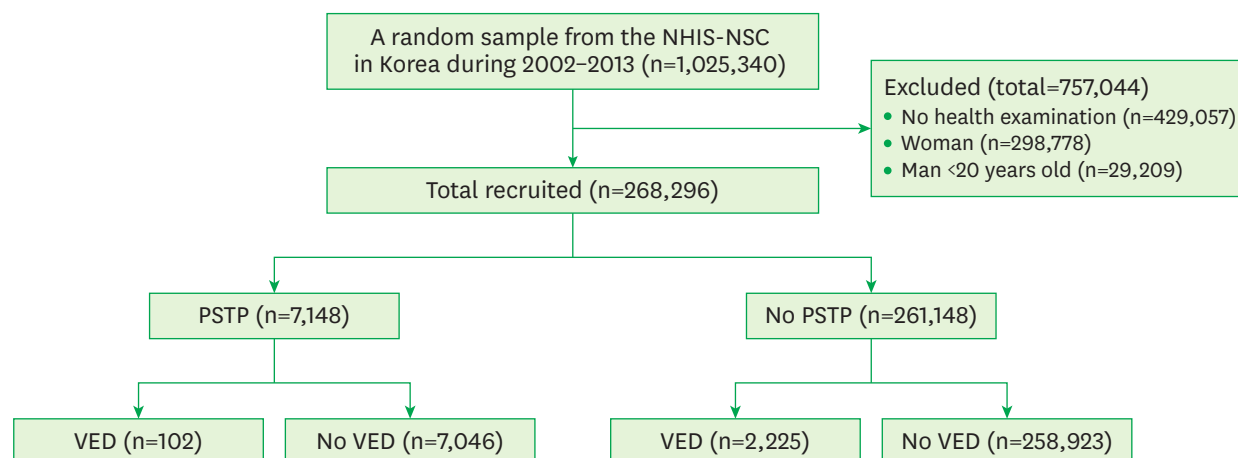 A random sample from the NHIS-NSC
in Korea during 2002–2013 (n=1,025,340)
Excluded (total=757,044)
• No health examination (n=429,057)
• Woman (n=298,778)
• Man <20 years old (n=29,209)
Total recruited (n=268,296)
PSTP (n=7,148)
No PSTP (n=261,148)
VED (n=102)
No VED (n=7,046)
VED (n=2,225)
No VED (n=258,923)